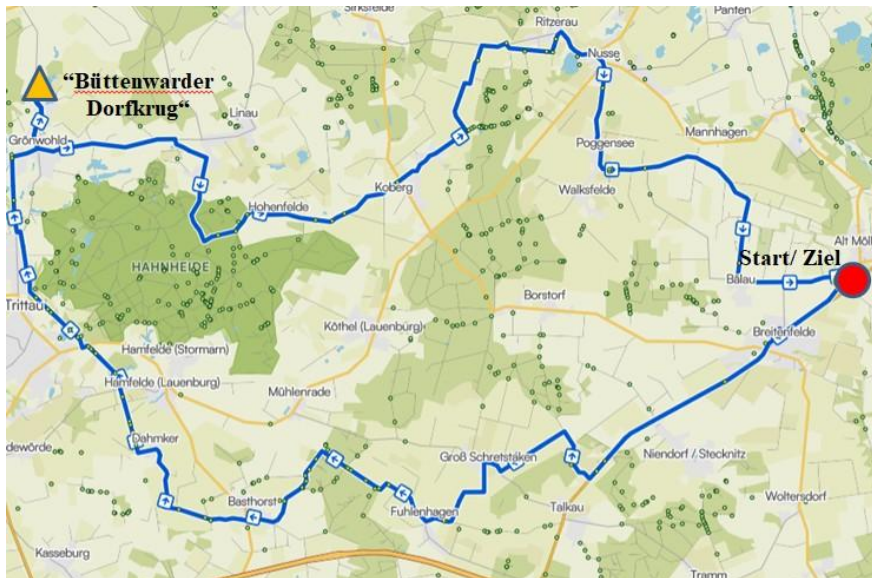 Sirksfelde
Ritzerau
Panten
Nusse
“Büttenwarder
Dorfkrug“
Linau
Grönwohld
Mannhagen
Poggensee
Koberg
Walksfelde
Hohenfelde
Alt Möll
Start/ Ziel
HAHNHEIDE
Bälau
Borstorf
Trittau
Köthel (Lauenburg)
Breitenfelde
Hamfelde (Stormarn)
Hamfelde (Lauenburg)
Mühlenrade
dewörde
Dahmker
Groß Schretstaken
Niendorf / Stecknitz
Basthorst
Woltersdorf
Fuhlenhagen
Talkau
Kasseburg
Tramm